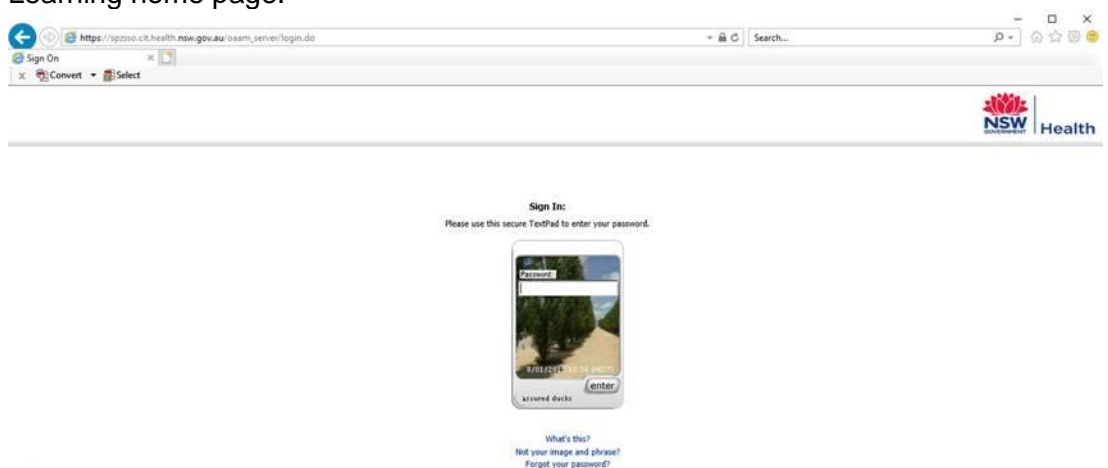 Learning home page.
https://spzsso.cit.health.nsw.gov.au/oaam_server/login.do
Search...
Sign On
x Convert Select
NSW GOVERNMENT Health
Sign In:
Please use this secure TextPad to enter your password.
Password:
enter
assured ducks
What's this?
Not your image and phrase?
Forgot your password?